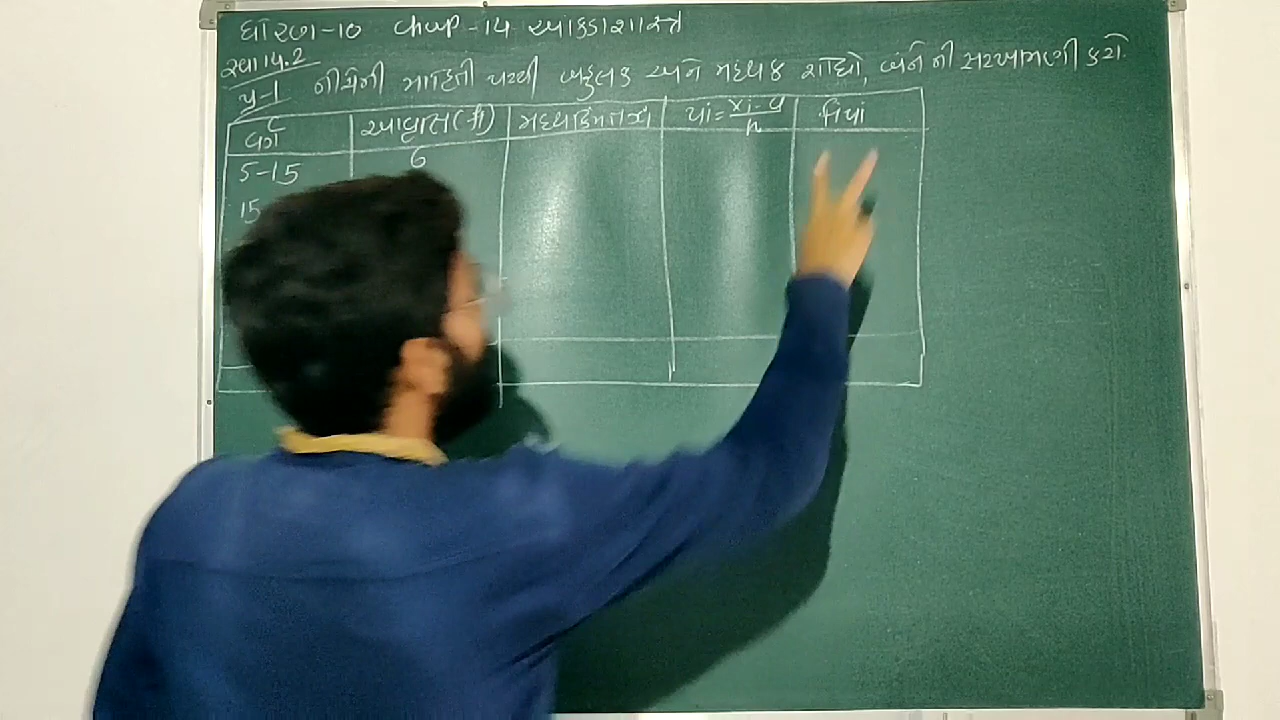 ધોરણ-10 chap-14 આંકડાશાસ્ત્ર
સ્વા 14.2
પ્ર-1 નીચેની માહિતી પરથી બહુલક અને મધ્યક શોધો, બંને ની સરખામણી કરો.
વર્ગ આવૃત્તિ(fi) મધ્યકિંમત xi ui=xi-a/h fiui
5-15 6
15